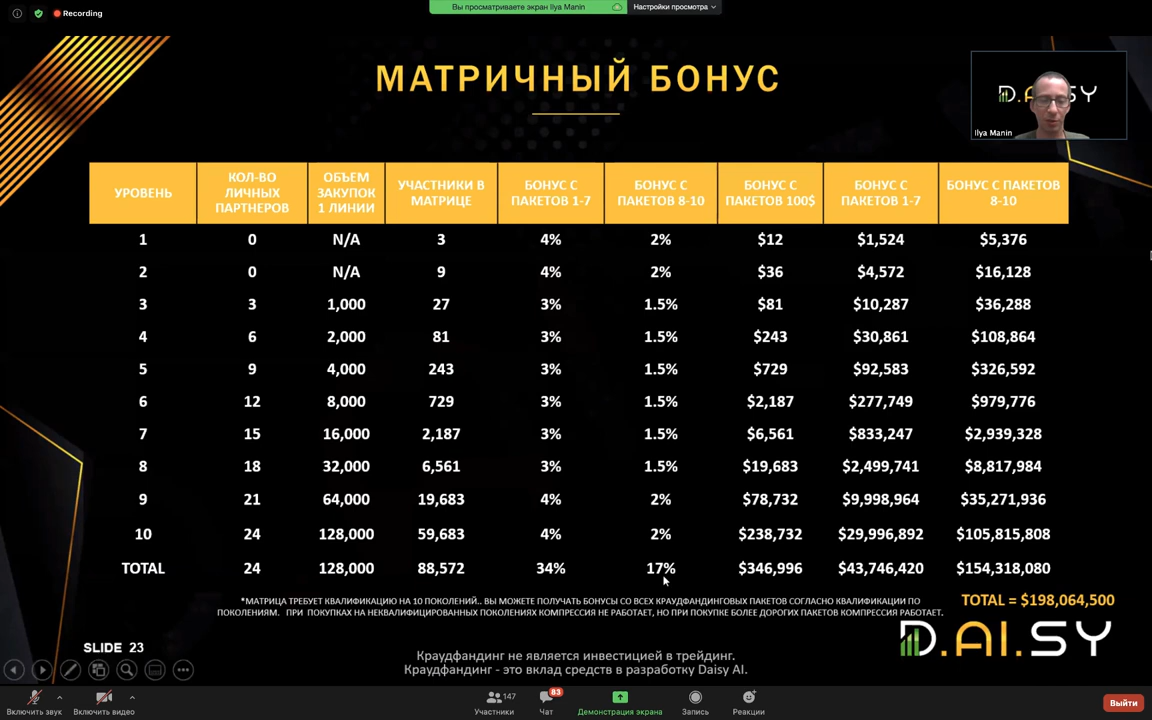 Recording
Вы просматриваете экран Ilya Manin
Настройки просмотра
МАТРИЧНЫЙ БОНУС
D.AI.SY
Ilya Manin
УРОВЕНЬ КОЛ-ВО ЛИЧНЫХ ПАРТНЕРОВ ОБЪЕМ ЗАКУПОК 1 ЛИНИИ УЧАСТНИКИ В МАТРИЦЕ БОНУС С ПАКЕТОВ 1-7 БОНУС С ПАКЕТОВ 8-10 БОНУС С ПАКЕТОВ 100$ БОНУС С ПАКЕТОВ 1-7 БОНУС С ПАКЕТОВ 8-10
1 0 N/A 3 4% 2% $12 $1,524 $5,376
2 0 N/A 9 4% 2% $36 $4,572 $16,128
3 3 1,000 27 3% 1.5% $81 $10,287 $36,288
4 6 2,000 81 3% 1.5% $243 $30,861 $108,864
5 9 4,000 243 3% 1.5% $729 $92,583 $326,592
6 12 8,000 729 3% 1.5% $2,187 $277,749 $979,776
7 15 16,000 2,187 3% 1.5% $6,561 $833,247 $2,939,328
8 18 32,000 6,561 3% 1.5% $19,683 $2,499,741 $8,817,984
9 21 64,000 19,683 4% 2% $78,732 $9,998,964 $35,271,936
10 24 128,000 59,683 4% 2% $238,732 $29,996,892 $105,815,808
TOTAL 24 128,000 88,572 34% 17% $346,996 $43,746,420 $154,318,080
*МАТРИЦА ТРЕБУЕТ КВАЛИФИКАЦИЮ НА 10 ПОКОЛЕНИЙ.. ВЫ МОЖЕТЕ ПОЛУЧАТЬ БОНУСЫ СО ВСЕХ КРАУДФАНДИНГОВЫХ ПАКЕТОВ СОГЛАСНО КВАЛИФИКАЦИИ ПО
ПОКОЛЕНИЯМ. ПРИ ПОКУПКАХ НА НЕКВАЛИФИЦИРОВАННЫХ ПОКОЛЕНИЯХ КОМПРЕССИЯ НЕ РАБОТАЕТ, НО ПРИ ПОКУПКЕ БОЛЕЕ ДОРОГИХ ПАКЕТОВ КОМПРЕССИЯ РАБОТАЕТ.
TOTAL = $198,064,500
D.AI.SY
SLIDE 23
Краудфандинг не является инвестицией в трейдинг.
Краудфандинг - это вклад средств в разработку Daisy AI.
147
83
Включить звук
Включить видео
Участники
Чат
Демонстрация экрана
Запись
Реакции
Выйти